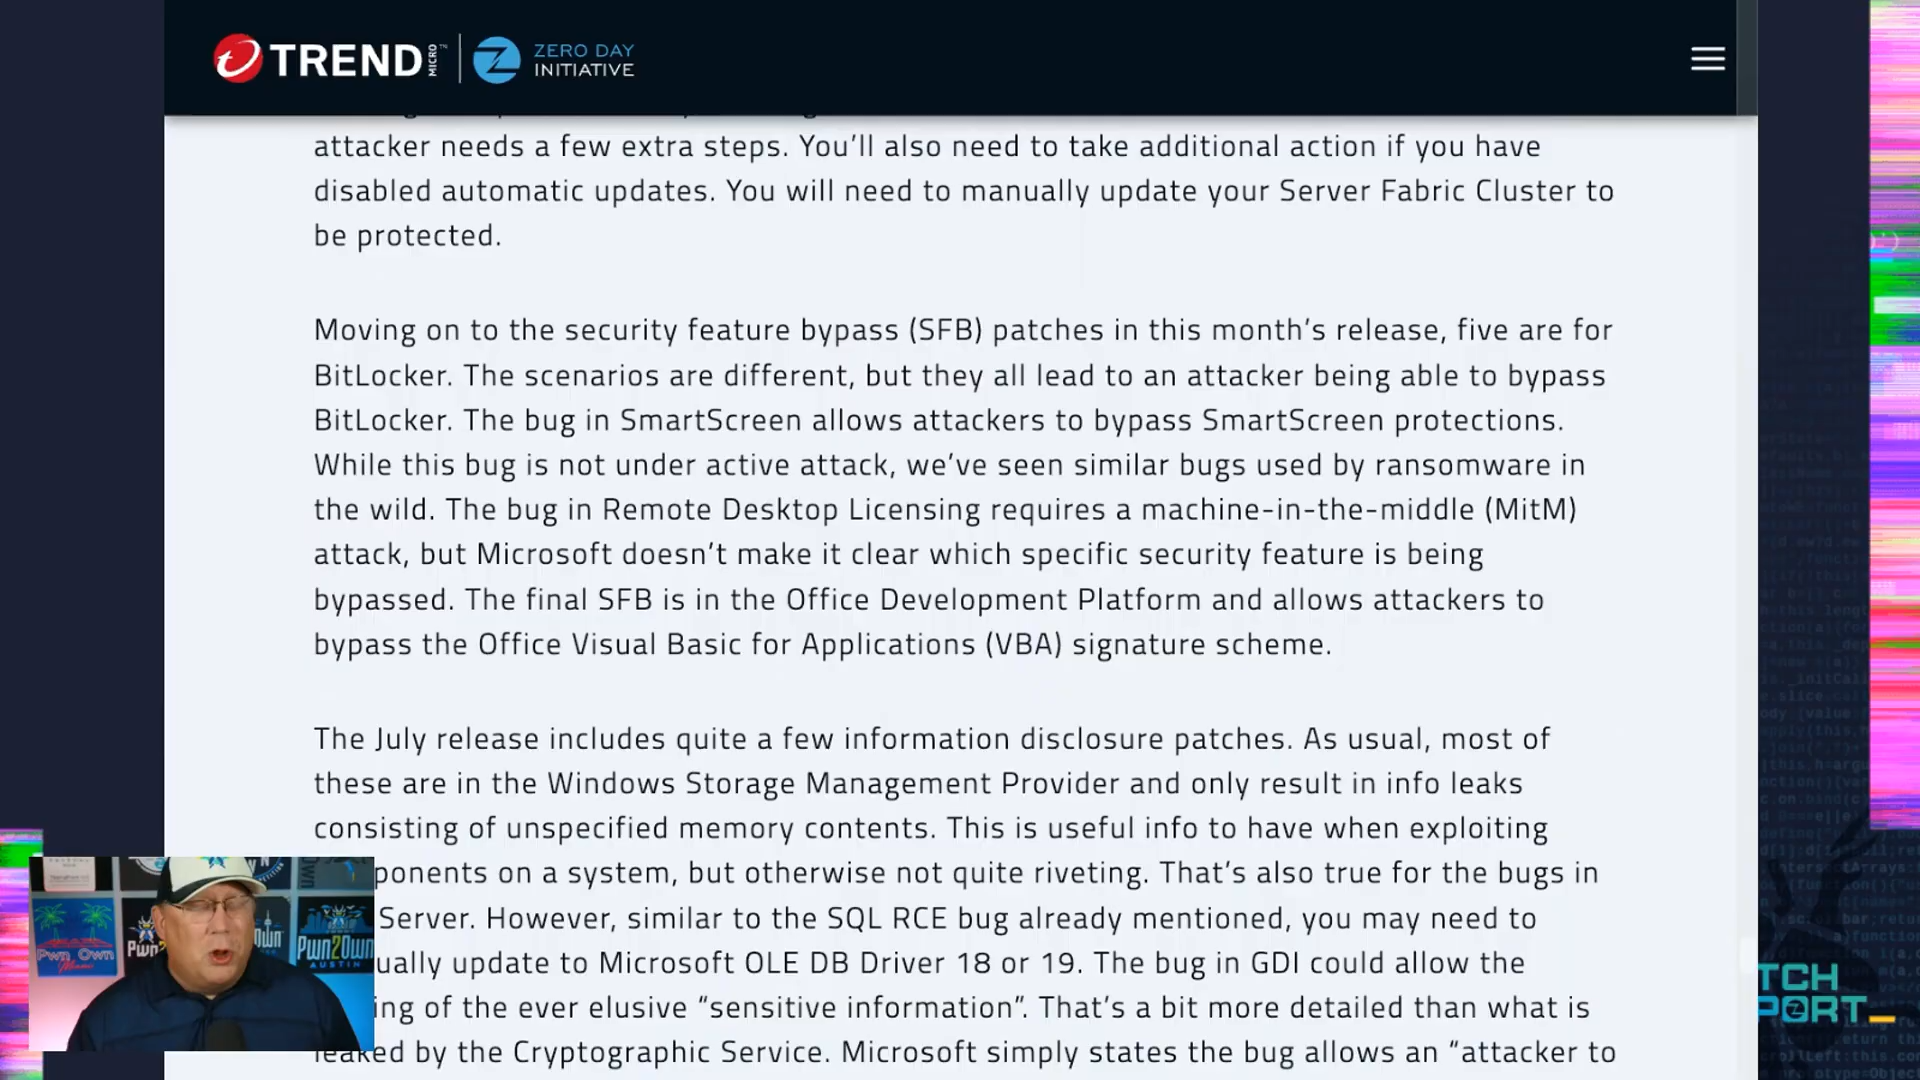 TREND MICRO
ZERO DAY
INITIATIVE
attacker needs a few extra steps. You’ll also need to take additional action if you have
disabled automatic updates. You will need to manually update your Server Fabric Cluster to
be protected.
Moving on to the security feature bypass (SFB) patches in this month’s release, five are for
BitLocker. The scenarios are different, but they all lead to an attacker being able to bypass
BitLocker. The bug in SmartScreen allows attackers to bypass SmartScreen protections.
While this bug is not under active attack, we’ve seen similar bugs used by ransomware in
the wild. The bug in Remote Desktop Licensing requires a machine-in-the-middle (MitM)
attack, but Microsoft doesn’t make it clear which specific security feature is being
bypassed. The final SFB is in the Office Development Platform and allows attackers to
bypass the Office Visual Basic for Applications (VBA) signature scheme.
The July release includes quite a few information disclosure patches. As usual, most of
these are in the Windows Storage Management Provider and only result in info leaks
consisting of unspecified memory contents. This is useful info to have when exploiting
ponents on a system, but otherwise not quite riveting. That’s also true for the bugs in
Server. However, similar to the SQL RCE bug already mentioned, you may need to
ually update to Microsoft OLE DB Driver 18 or 19. The bug in GDI could allow the
ing of the ever elusive “sensitive information”. That’s a bit more detailed than what is
leaked by the Cryptographic Service. Microsoft simply states the bug allows an “attacker to
Pwn Own
Miami
Pwn2Own
AUSTIN
TCH
PORT_